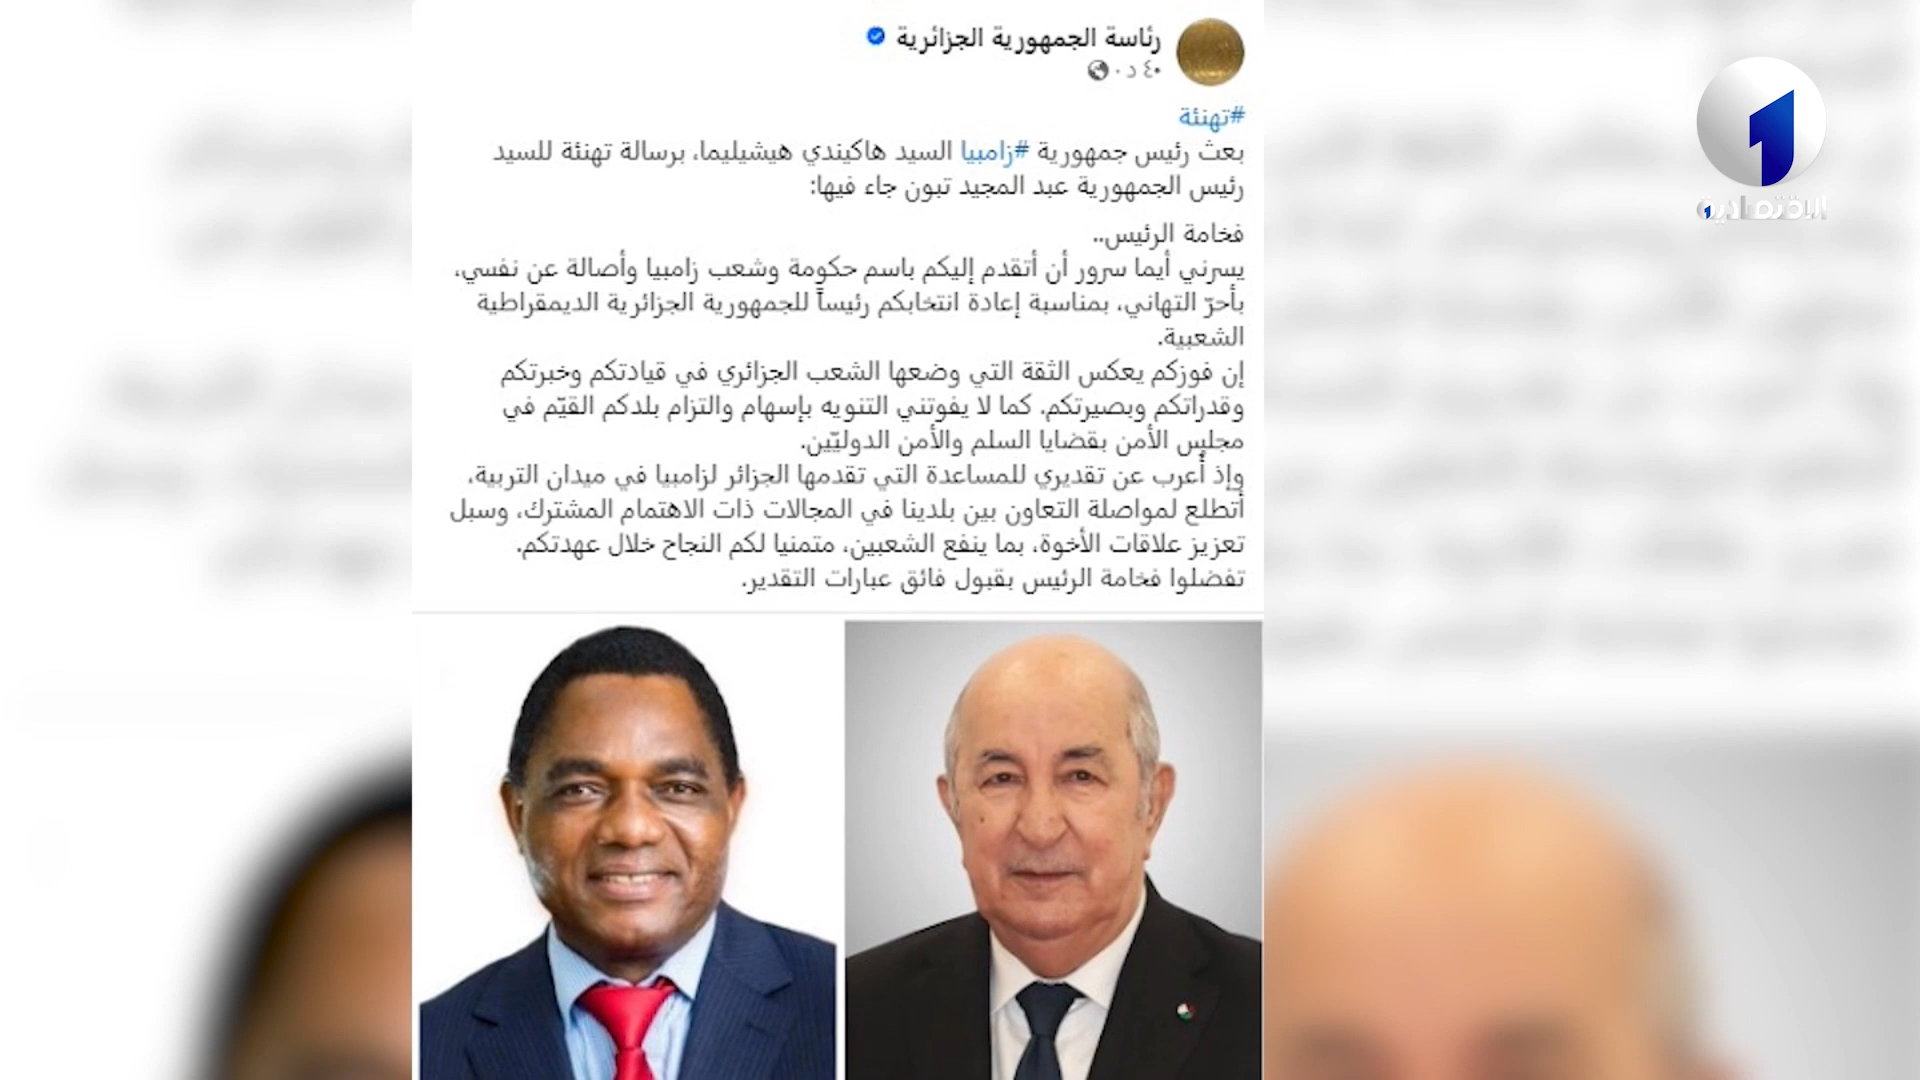 رئاسة الجمهورية الجزائرية
٤٠ د ·
#تهنئة
بعث رئيس جمهورية #زامبيا السيد هاكيندي هيشيليما، برسالة تهنئة للسيد
رئيس الجمهورية عبد المجيد تبون جاء فيها:
فخامة الرئيس..
يسرني أيما سرور أن أتقدم إليكم باسم حكومة وشعب زامبيا وأصالة عن نفسي،
بأحرّ التهاني، بمناسبة إعادة انتخابكم رئيساً للجمهورية الجزائرية الديمقراطية
الشعبية.
إن فوزكم يعكس الثقة التي وضعها الشعب الجزائري في قيادتكم وخبرتكم
وقدراتكم وبصيرتكم. كما لا يفوتني التنويه بإسهام والتزام بلدكم القيّم في
مجلس الأمن بقضايا السلم والأمن الدوليّين.
وإذ أُعرب عن تقديري للمساعدة التي تقدمها الجزائر لزامبيا في ميدان التربية،
أتطلع لمواصلة التعاون بين بلدينا في المجالات ذات الاهتمام المشترك، وسبل
تعزيز علاقات الأخوة، بما ينفع الشعبين، متمنيا لكم النجاح خلال عهدتكم.
تفضلوا فخامة الرئيس بقبول فائق عبارات التقدير.
1
الإقتصادية